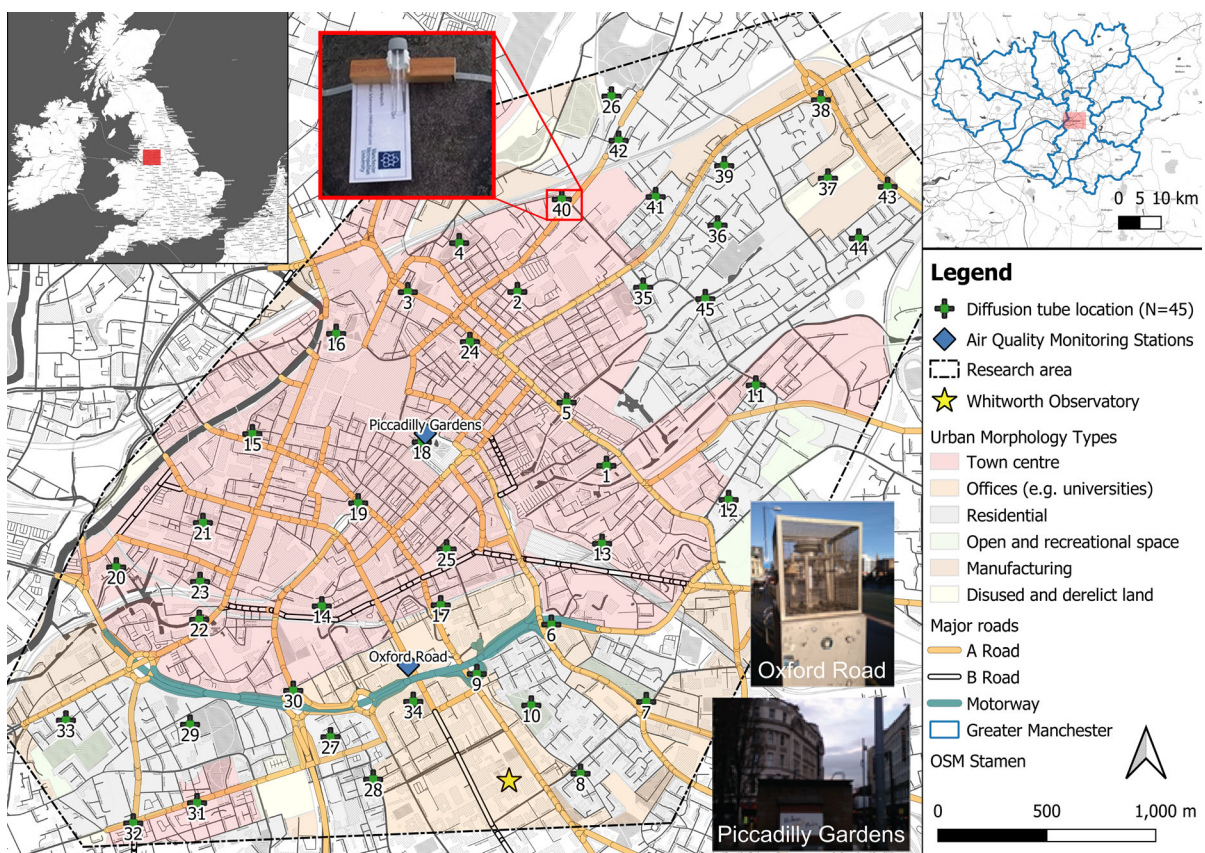 26
38
42
39
37
43
40
41
36
44
4
3
2
35
45
16
24
11
5
Piccadilly Gardens
15
18
1
12
19
21
25
13
20
23
14
17
22
6
Oxford Road
9
30
34
10
7
33
29
27
28
8
31
32
Oxford Road
Piccadilly Gardens
0 5 10 km
Legend
Diffusion tube location (N=45)
Air Quality Monitoring Stations
Research area
Whitworth Observatory
Urban Morphology Types
Town centre
Offices (e.g. universities)
Residential
Open and recreational space
Manufacturing
Disused and derelict land
Major roads
A Road
B Road
Motorway
Greater Manchester
OSM Stamen
0 500 1,000 m